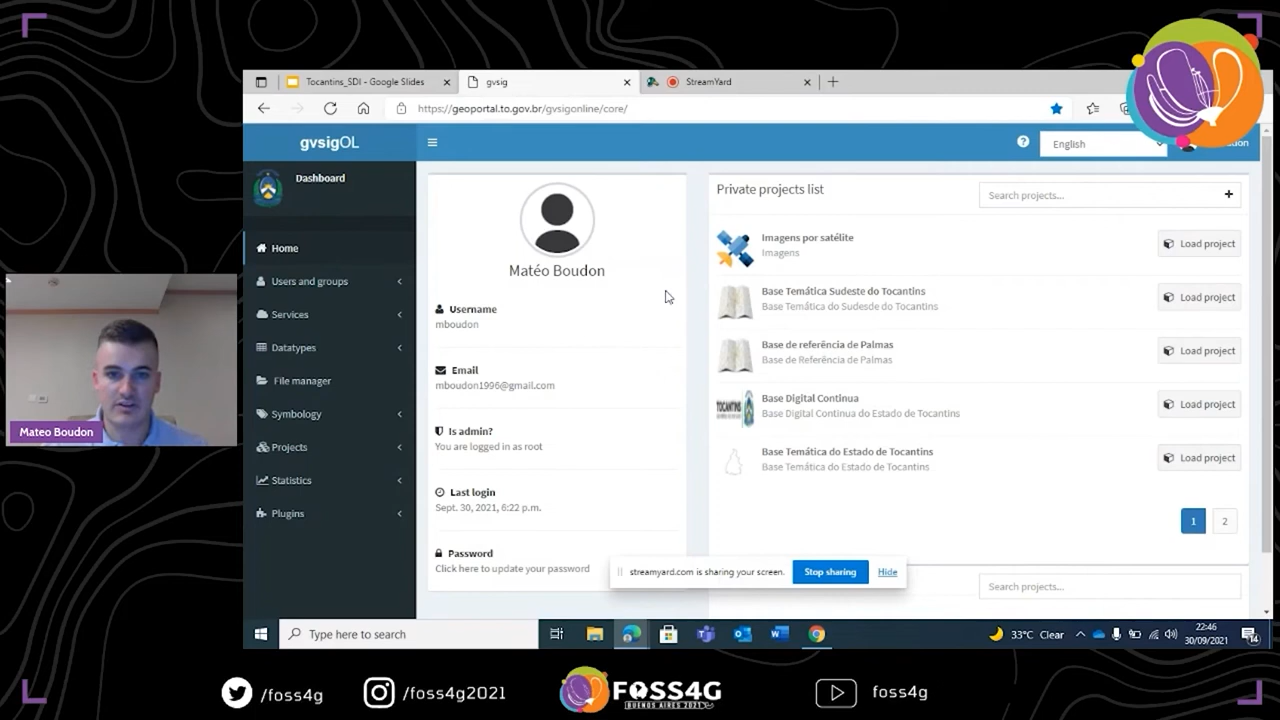 Tocantins_SDI - Google Slides
gvsig
StreamYard
https://geoportal.to.gov.br/gvsigonline/core/
gvsigOL
English
Dashboard
Home
Users and groups
Services
Datatypes
File manager
Symbology
Projects
Statistics
Plugins
Matéo Boudon
Username
mboudon
Email
mboudon1996@gmail.com
Is admin?
You are logged in as root
Last login
Sept. 30, 2021, 6:22 p.m.
Password
Click here to update your password
Private projects list
Search projects...
Imagens por satélite
Imagens
Load project
Base Temática Sudeste do Tocantins
Base Temática do Sudesde do Tocantins
Load project
Base de referência de Palmas
Base de Referência de Palmas
Load project
TOCANTINS
Base Digital Continua
Base Digital Continua do Estado de Tocantins
Load project
Base Temática do Estado de Tocantins
Base Temática do Estado de Tocantins
Load project
1
2
Search projects...
streamyard.com is sharing your screen.
Stop sharing
Hide
Type here to search
33°C Clear
22:46
30/09/2021
14
Mateo Boudon
/foss4g
/foss4g2021
FOSS4G
BUENOS AIRES 2021
foss4g